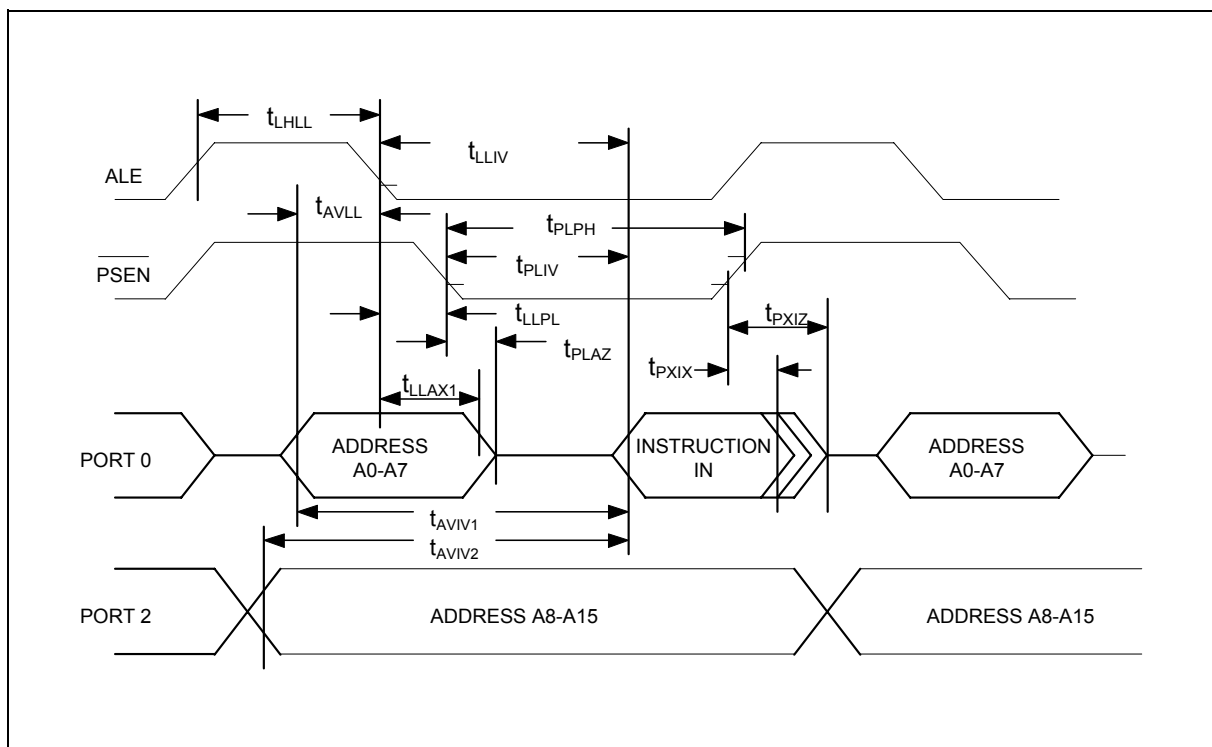 tLHLL
tLLIV
ALE
tAVLL
tPLPH
PSEN
tPLIV
tLLPL
tPXIZ
tPLAZ
tPXIX
tLLAX1
PORT 0
ADDRESS
A0-A7
INSTRUCTION
IN
ADDRESS
A0-A7
tAVIV1
tAVIV2
PORT 2
ADDRESS A8-A15
ADDRESS A8-A15